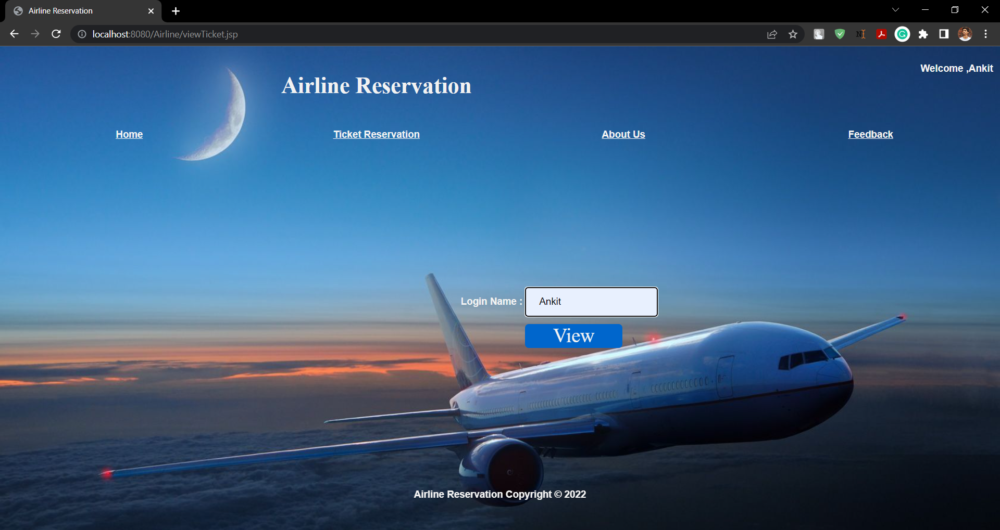 Airline Reservation
localhost:8080/Airline/viewTicket.jsp
Welcome ,Ankit
Airline Reservation
Home
Ticket Reservation
About Us
Feedback
Login Name :
Ankit
View
Airline Reservation Copyright © 2022